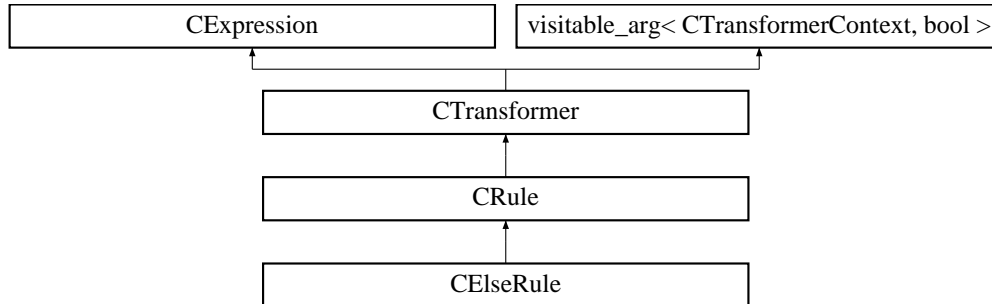 CExpression
visitable_arg< CTransformerContext, bool >
CTransformer
CRule
CElseRule